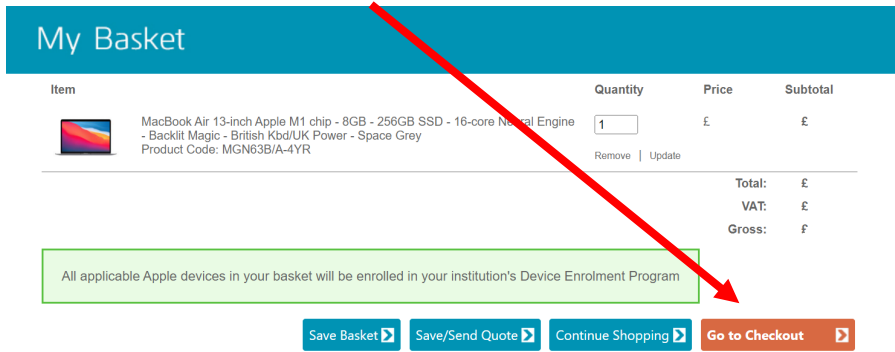 My Basket
Item Quantity Price Subtotal
MacBook Air 13-inch Apple M1 chip - 8GB - 256GB SSD - 16-core Neural Engine
- Backlit Magic - British Kbd/UK Power - Space Grey
Product Code: MGN63B/A-4YR
1 £ £
Remove | Update
Total: £
VAT: £
Gross: £
All applicable Apple devices in your basket will be enrolled in your institution's Device Enrolment Program
Save Basket Save/Send Quote Continue Shopping Go to Checkout